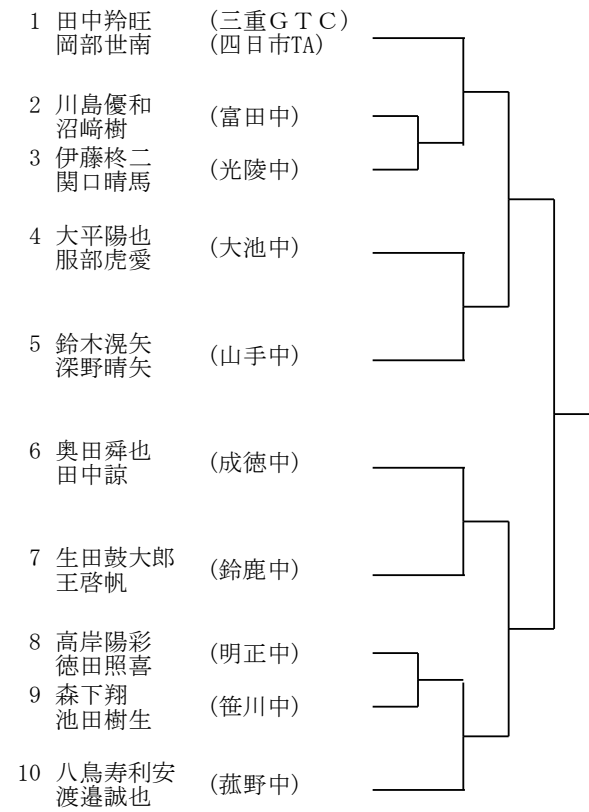 1 田中羚旺 (三重ＧＴＣ)
岡部世南 (四日市TA)
2 川島優和 (富田中)
沼﨑樹
3 伊藤柊二 (光陵中)
関口晴馬
4 大平陽也 (大池中)
服部虎愛
5 鈴木滉矢 (山手中)
深野晴矢
6 奥田舜也 (成徳中)
田中諒
7 生田鼓大郎 (鈴鹿中)
王啓帆
8 高岸陽彩 (明正中)
徳田照喜
9 森下翔 (笹川中)
池田樹生
10 八鳥寿利安 (菰野中)
渡邉誠也